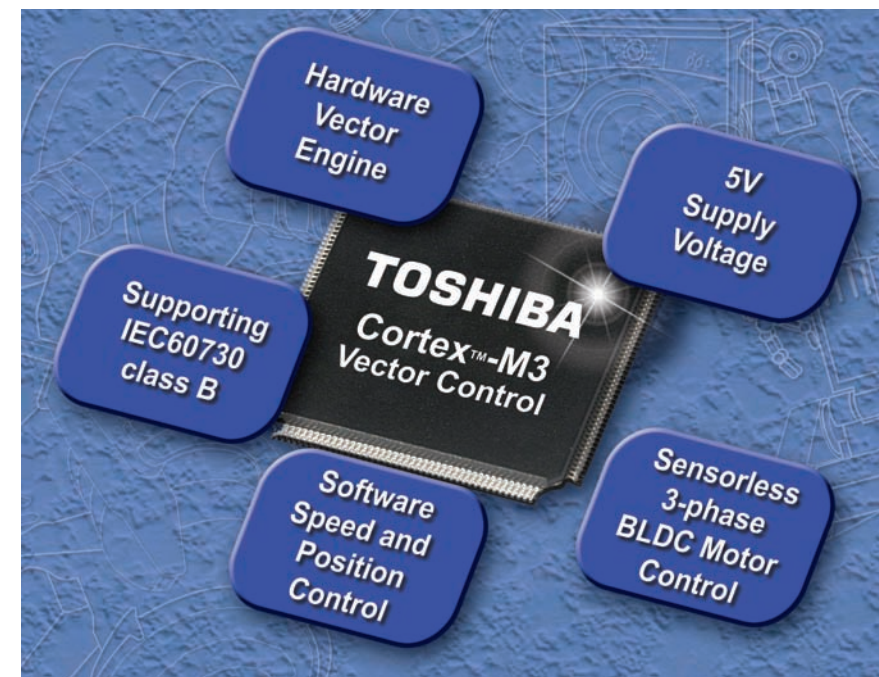 Hardware
Vector
Engine
5V
Supply
Voltage
TOSHIBA
Cortex™-M3
Vector Control
Supporting
IEC60730
class B
Software
Speed and
Position
Control
Sensorless
3-phase
BLDC Motor
Control